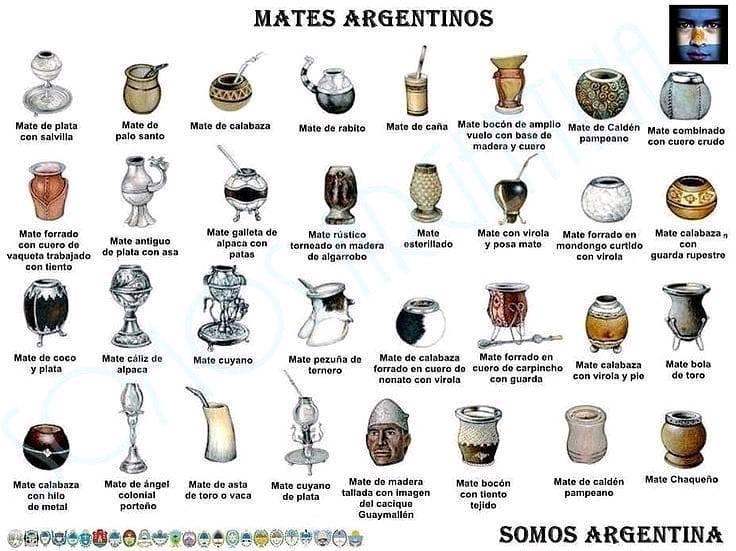 MATES ARGENTINOS
Mate de plata
con salvilla
Mate de
palo santo
Mate de calabaza
Mate de rabito
Mate de caña
Mate bocón de amplio
vuelo con base de
madera y cuero
Mate de Caldén
pampeano
Mate combinado
con cuero crudo
Mate forrado
con cuero de
vaqueta trabajado
con tiento
Mate antiguo
de plata con asa
Mate galleta de
alpaca con
patas
Mate rústico
torneado en madera
de algarrobo
Mate
esterillado
Mate con virola
y posa mate
Mate forrado en
mondongo curtido
con virola
Mate calabaza
con
guarda rupestre
Mate de coco
y plata
Mate cáliz de
alpaca
Mate cuyano
Mate pezuña de
ternero
Mate de calabaza
forrado en cuero de
nonato con virola
Mate forrado en
cuero de carpincho
con guarda
Mate calabaza
con virola y pie
Mate bola
de toro
Mate calabaza
con hilo
de metal
Mate de ángel
colonial
porteño
Mate de asta
de toro o vaca
Mate cuyano
de plata
Mate de madera
tallada con imagen
del cacique
Guaymallén
Mate bocón
con tiento
tejido
Mate de caldén
pampeano
Mate Chaqueño
SOMOS ARGENTINA
SOMOS ARGENTINA